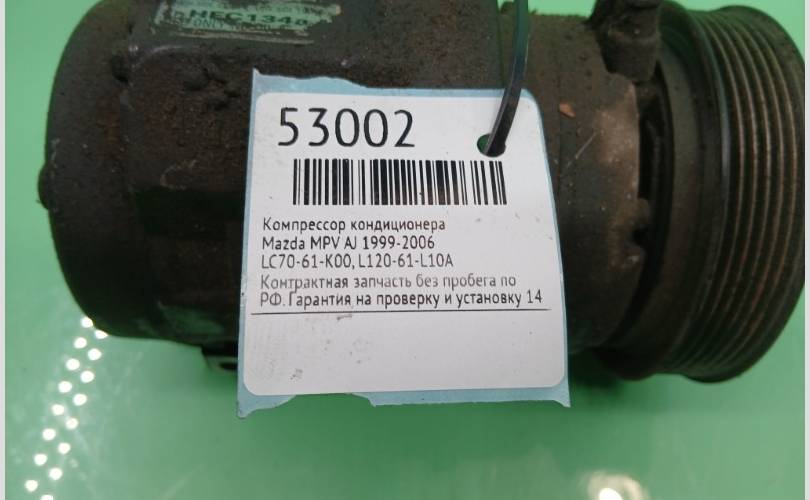 HFC134a
53002
Компрессор кондиционера
Mazda MPV AJ 1999-2006
LC70-61-K00, L120-61-L10A
Контрактная запчасть без пробега по
РФ. Гарантия на проверку и установку 14